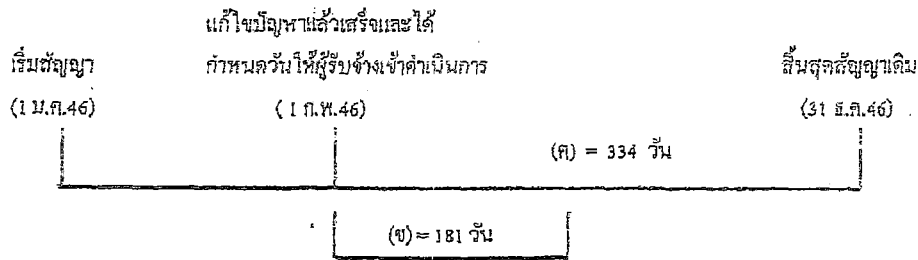 แก้ไขปัญหาแล้วเสร็จและได้
เริ่มสัญญา กำหนดวันให้ผู้รับจ้างเข้าดำเนินการ สิ้นสุดสัญญาเดิม
(1 ม.ค.46) ( 1 ก.พ.46) (31 ธ.ค.46)
(ค) = 334 วัน
(ข) = 181 วัน